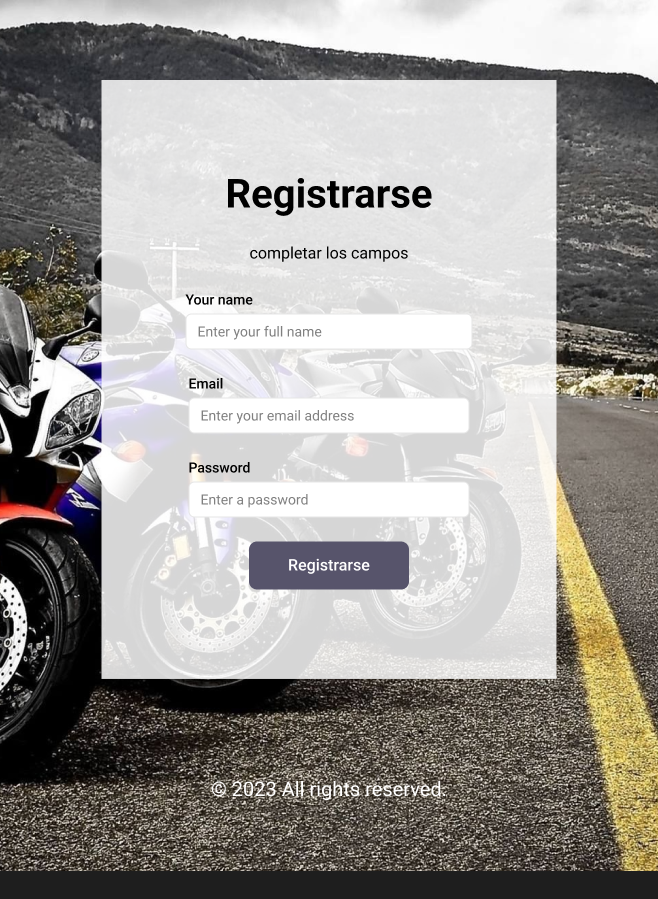 Registrarse
completar los campos
Your name
Enter your full name
Email
Enter your email address
Password
Enter a password
Registrarse
© 2023 All rights reserved.